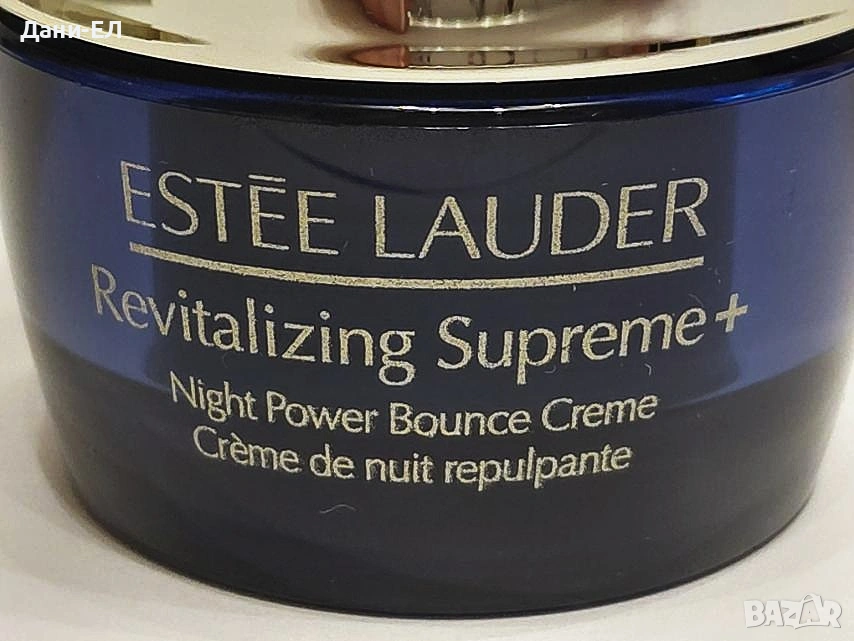 Дани-ЕЛ
ESTĒE LAUDER
Revitalizing Supreme+
Night Power Bounce Creme
Crème de nuit repulpante
BAZAR